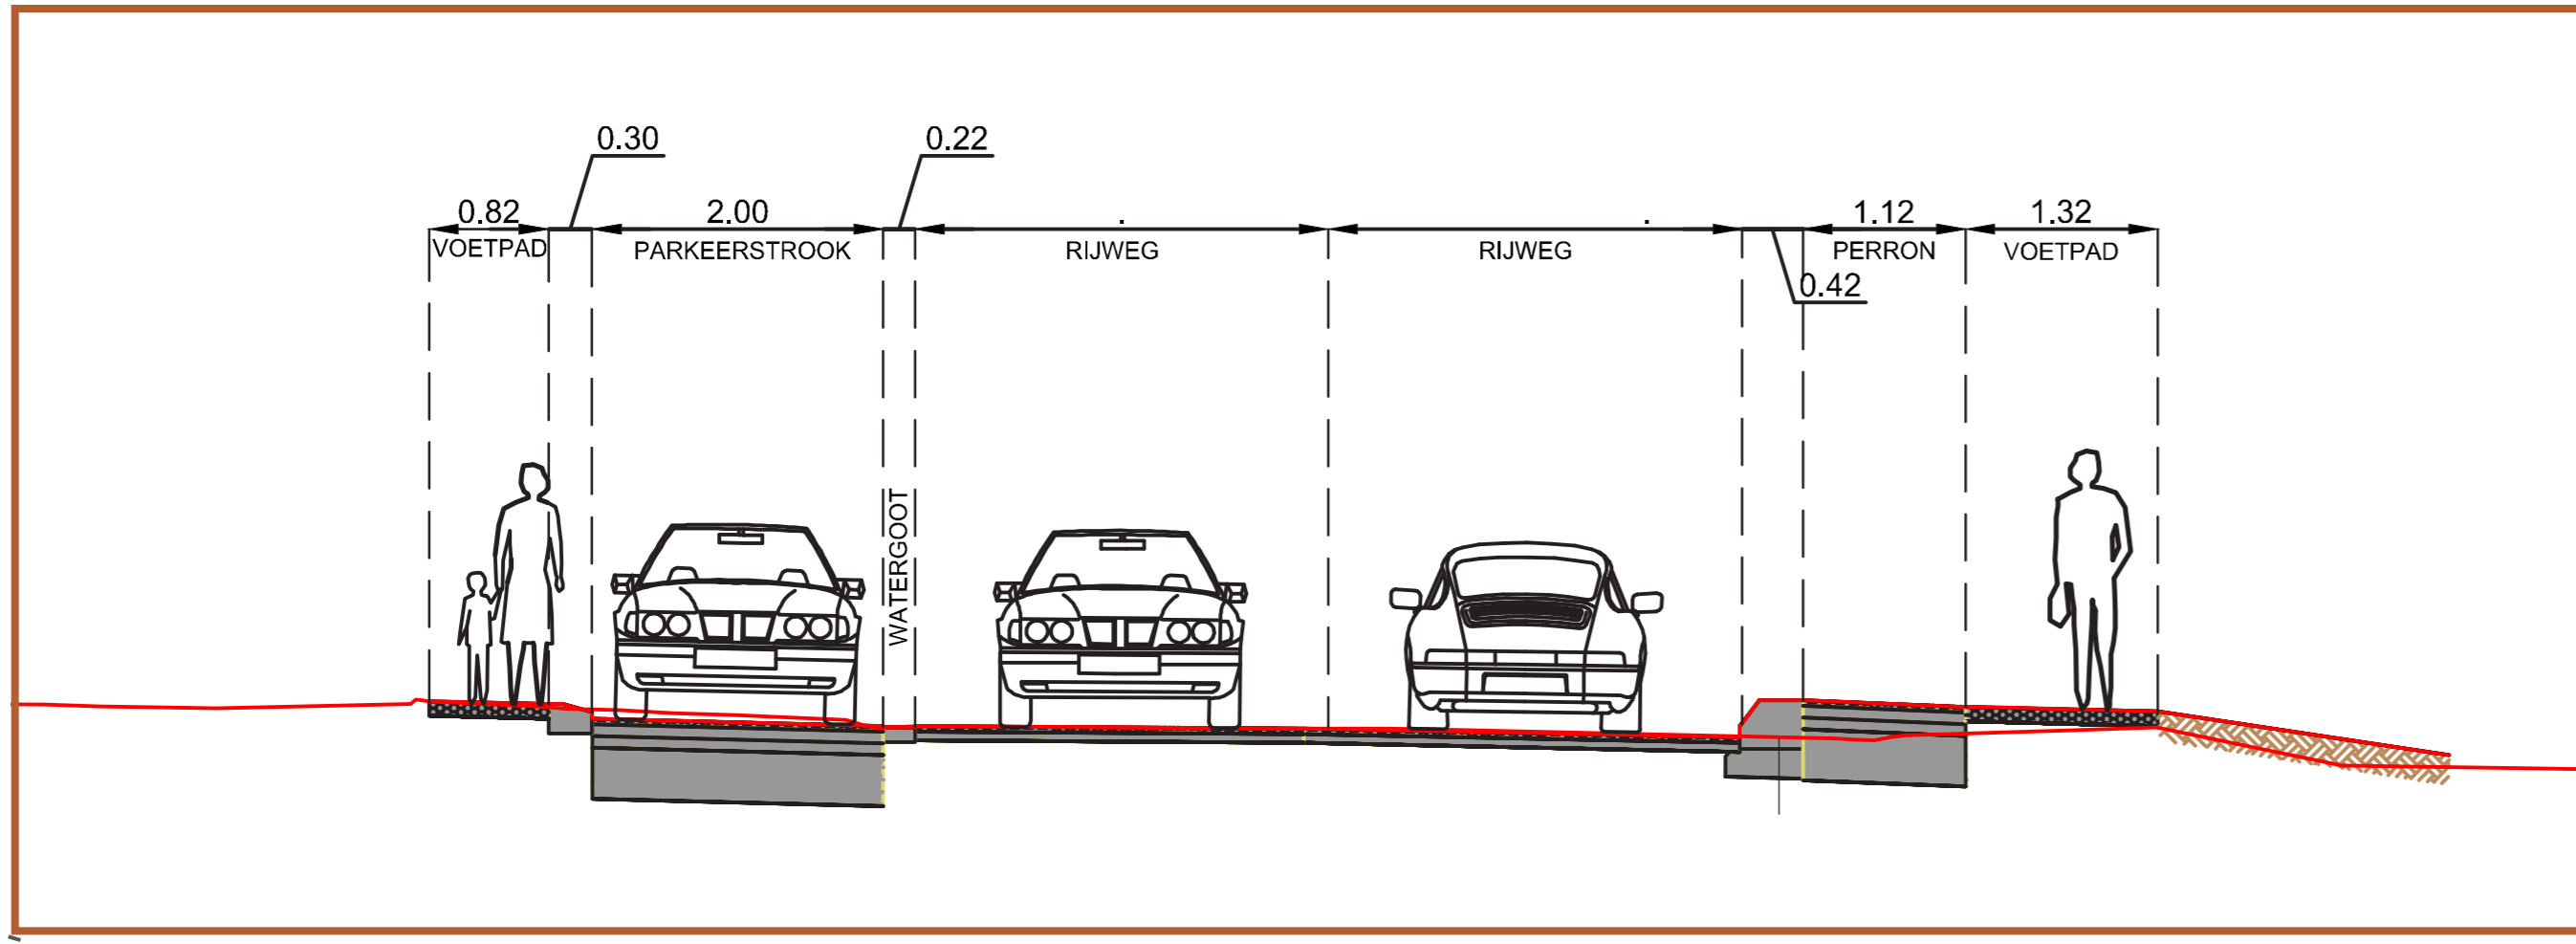 0.30
0.22
0.82
2.00
.
.
1.12
1.32
VOETPAD
PARKEERSTROOK
RIJWEG
RIJWEG
PERRON
VOETPAD
0.42
WATERGOOT